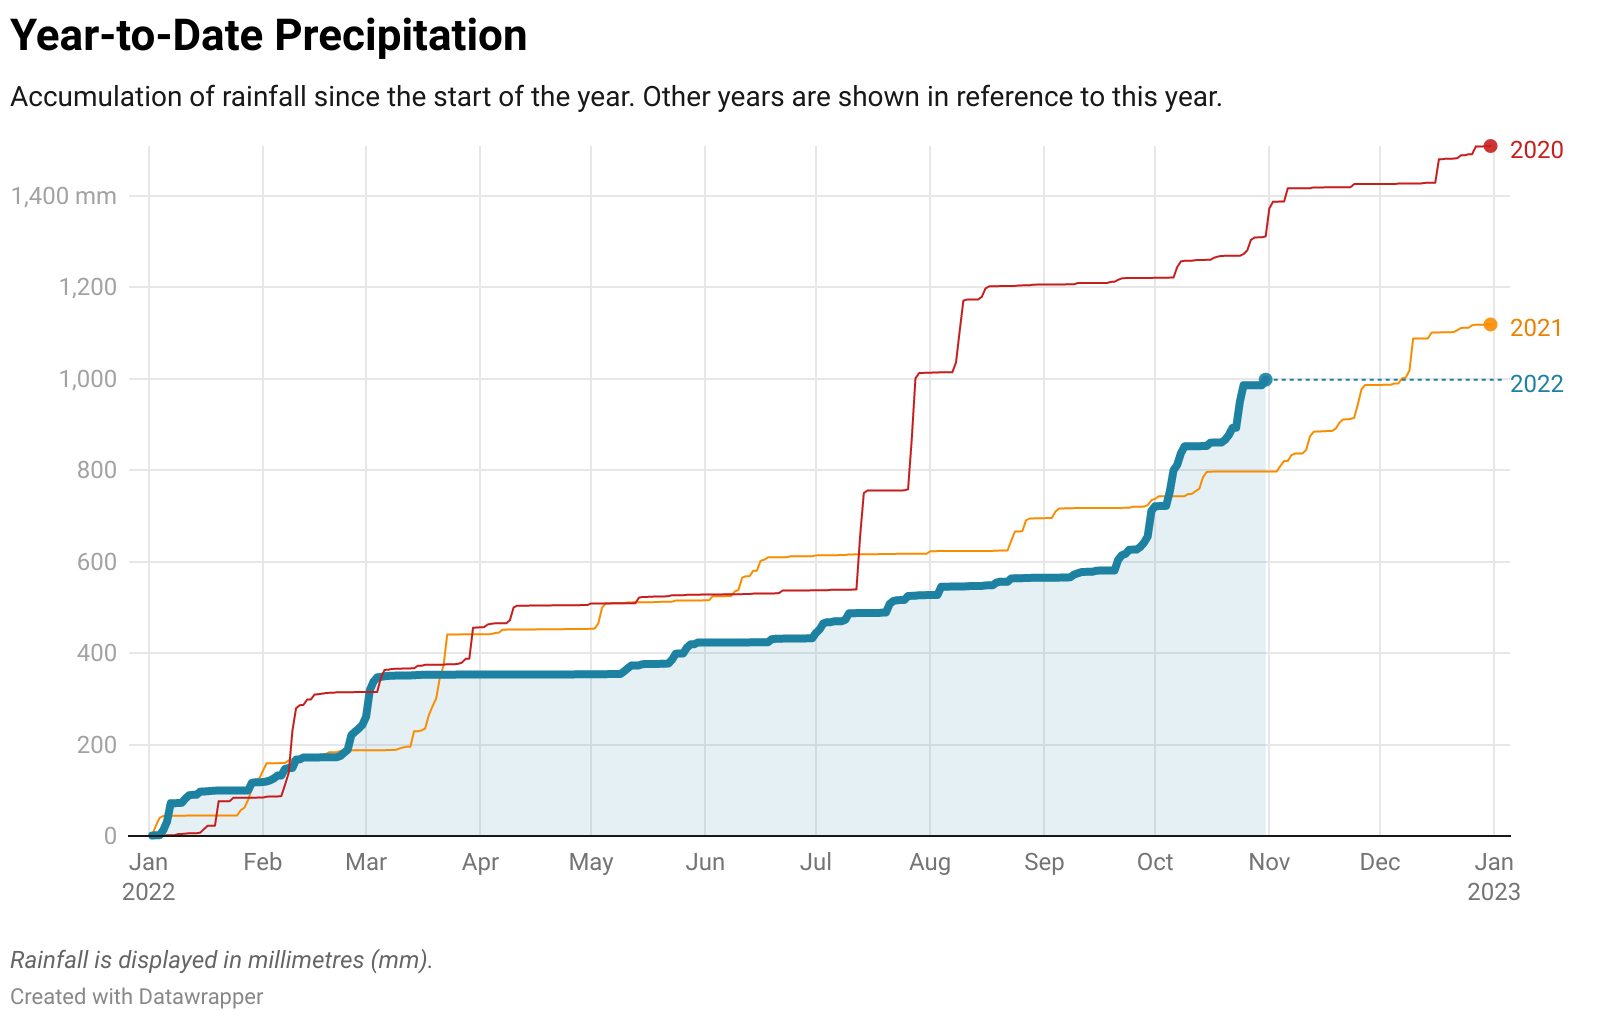 Year-to-Date Precipitation
Accumulation of rainfall since the start of the year. Other years are shown in reference to this year.
2020
1,400 mm
1,200
2021
1,000
2022
800
600
400
200
0
Jan Feb Mar Apr May Jun Jul Aug Sep Oct Nov Dec Jan
2022 2023
Rainfall is displayed in millimetres (mm).
Created with Datawrapper